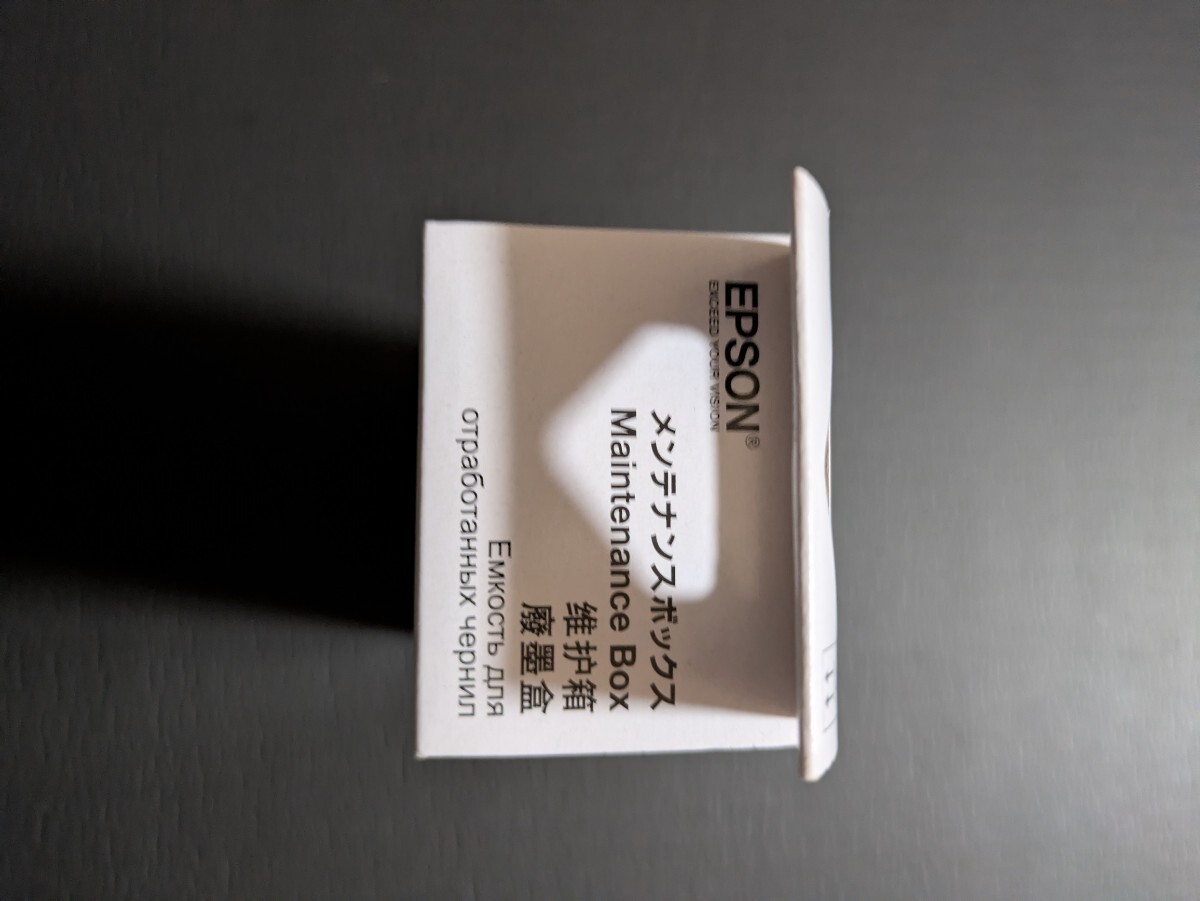 EPSON®
EXCEED YOUR VISION
メンテナンスボックス
Maintenance Box
维护箱
廢墨盒
Емкость для
отработанных чернил